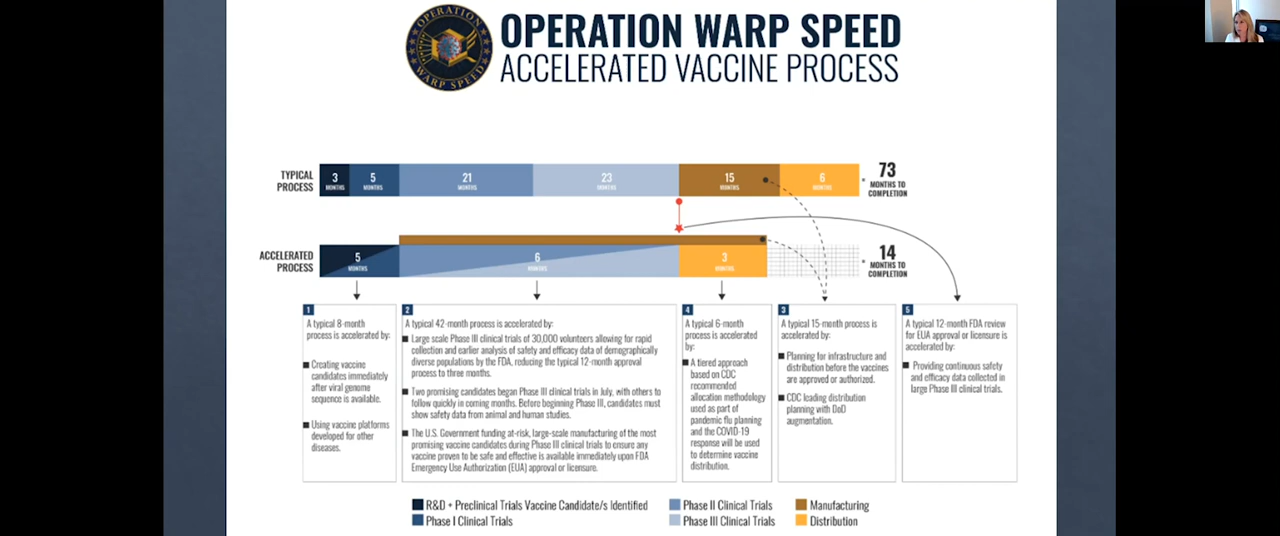 OPERATION
WARP SPEED
OPERATION WARP SPEED
ACCELERATED VACCINE PROCESS
TYPICAL
PROCESS
3
MONTHS
5
MONTHS
21
MONTHS
23
MONTHS
15
MONTHS
6
MONTHS
73
MONTHS TO
COMPLETION
ACCELERATED
PROCESS
5
MONTHS
6
MONTHS
3
MONTHS
14
MONTHS TO
COMPLETION
1
A typical 8-month
process is accelerated by:
■ Creating vaccine
candidates immediately
after viral genome
sequence is available.
■ Using vaccine platforms
developed for other
diseases.
2
A typical 42-month process is accelerated by:
■ Large scale Phase III clinical trials of 30,000 volunteers allowing for rapid
collection and earlier analysis of safety and efficacy data of demographically
diverse populations by the FDA, reducing the typical 12-month approval
process to three months.
■ Two promising candidates began Phase III clinical trials in July, with others to
follow quickly in coming months. Before beginning Phase III, candidates must
show safety data from animal and human studies.
■ The U.S. Government funding at-risk, large-scale manufacturing of the most
promising vaccine candidates during Phase III clinical trials to ensure any
vaccine proven to be safe and effective is available immediately upon FDA
Emergency Use Authorization (EUA) approval or licensure.
4
A typical 6-month
process is accelerated
by:
■ A tiered approach
based on CDC
recommended
allocation methodology
used as part of
pandemic flu planning
and the COVID-19
response will be used
to determine vaccine
distribution.
3
A typical 15-month process is
accelerated by:
■ Planning for infrastructure and
distribution before the vaccines
are approved or authorized.
■ CDC leading distribution
planning with DoD
augmentation.
5
A typical 12-month FDA review
for EUA approval or licensure is
accelerated by:
■ Providing continuous safety
and efficacy data collected in
large Phase III clinical trials.
R&D + Preclinical Trials Vaccine Candidate/s Identified
Phase I Clinical Trials
Phase II Clinical Trials
Phase III Clinical Trials
Manufacturing
Distribution